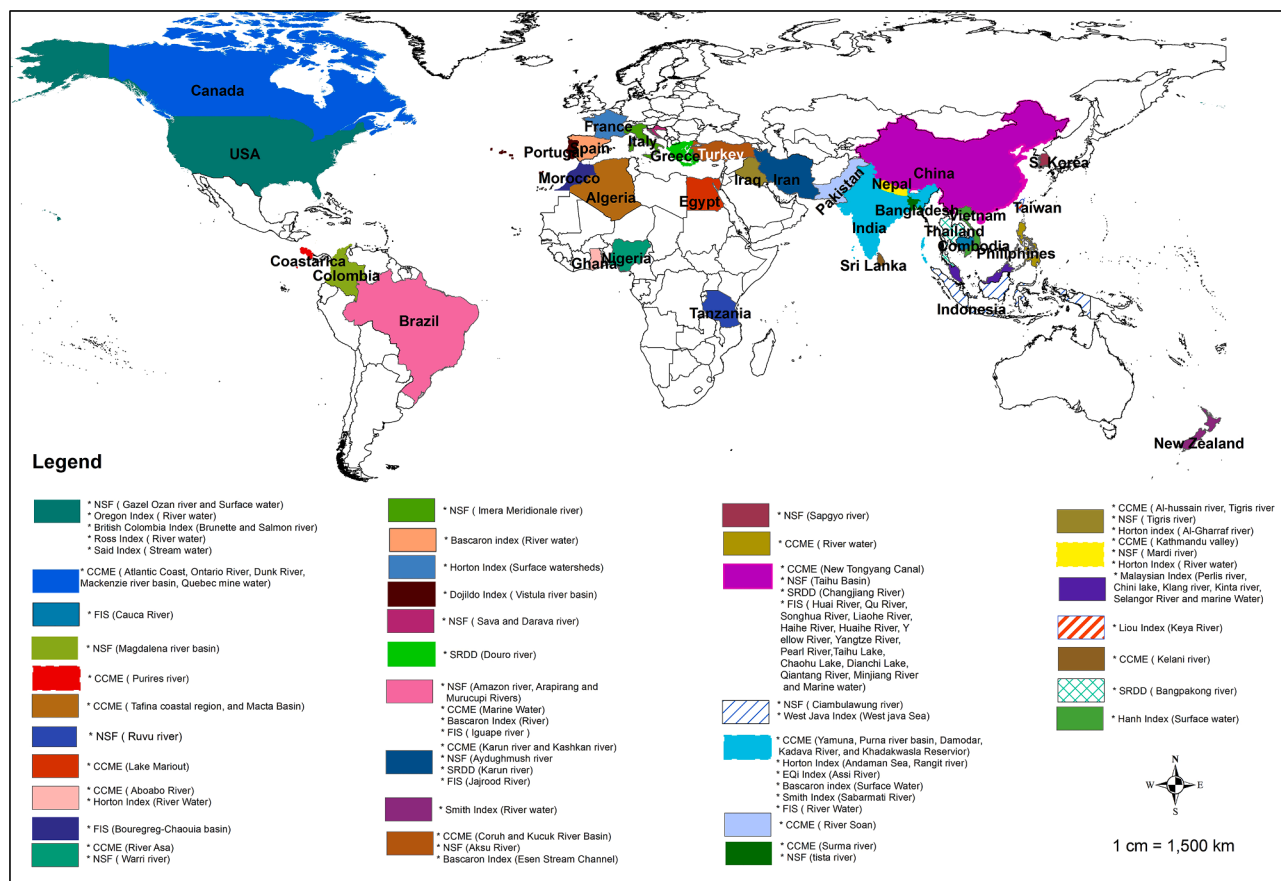 Canada
USA
Coastarica
Colombia
Brazil
France
Italy
Portugal
Spain
Greece
Turkey
Morocco
Algeria
Egypt
Iraq
Iran
Ghana
Nigeria
Tanzania
Pakistan
Nepal
China
S. Korea
Bangladesh
India
Sri Lanka
Taiwan
Vietnam
Thailand
Combodia
Philphines
Indonesia
New Zealand
Legend
* NSF ( Gazel Ozan river and Surface water)
* Oregon Index ( River water)
* British Colombia Index (Brunette and Salmon river)
* Ross Index ( River water)
* Said Index ( Stream water)
* CCME ( Atlantic Coast, Ontario River, Dunk River,
Mackenzie river basin, Quebec mine water)
* FIS (Cauca River)
* NSF (Magdalena river basin)
* CCME ( Purires river)
* CCME ( Tafina coastal region, and Macta Basin)
* NSF ( Ruvu river)
* CCME (Lake Mariout)
* CCME ( Aboabo River)
* Horton Index (River Water)
* FIS (Bouregreg-Chaouia basin)
* CCME (River Asa)
* NSF ( Warri river)
* NSF ( Imera Meridionale river)
* Bascaron index (River water)
* Horton Index (Surface watersheds)
* Dojildo Index ( Vistula river basin)
* NSF ( Sava and Darava river)
* SRDD (Douro river)
* NSF (Amazon river, Arapirang and
Murucupi Rivers)
* CCME (Marine Water)
* Bascaron Index (River)
* FIS ( Iguape river )
* CCME (Karun river and Kashkan river)
* NSF (Aydughmush river
* SRDD (Karun river)
* FIS (Jajrood River)
* Smith Index (River water)
* CCME (Coruh and Kucuk River Basin)
* NSF (Aksu River)
* Bascaron Index (Esen Stream Channel)
* NSF (Sapgyo river)
* CCME (River water)
* CCME (New Tongyang Canal)
* NSF (Taihu Basin)
* SRDD (Changjiang River)
* FIS ( Huai River, Qu River,
Songhua River, Liaohe River,
Haihe River, Huaihe River, Y
ellow River, Yangtze River,
Pearl River,Taihu Lake,
Chaohu Lake, Dianchi Lake,
Qiantang River, Minjiang River
and Marine water)
* NSF ( Ciambulawung river)
* West Java Index (West java Sea)
* CCME (Yamuna, Purna river basin, Damodar,
Kadava River, and Khadakwasla Reservior)
* Horton Index (Andaman Sea, Rangit river)
* EQi Index (Assi River)
* Bascaron index (Surface Water)
* Smith Index (Sabarmati River)
* FIS ( River Water)
* CCME (River Soan)
* CCME (Surma river)
* NSF (tista river)
* CCME ( Al-hussain river, Tigris river
* NSF ( Tigris river)
* Horton index ( Al-Gharraf river)
* CCME (Kathmandu valley)
* NSF ( Mardi river)
* Horton Index ( River water)
* Malaysian Index (Perlis river,
Chini lake, Klang river, Kinta river,
Selangor River and marine Water)
* Liou Index (Keya River)
* CCME ( Kelani river)
* SRDD (Bangpakong river)
* Hanh Index (Surface water)
N
W
E
S
1 cm = 1,500 km